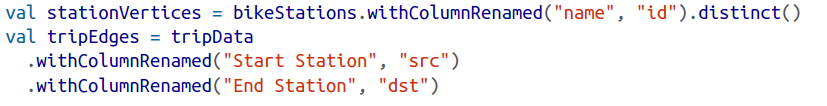 val stationVertices = bikeStations.withColumnRenamed("name", "id").distinct()
val tripEdges = tripData
  .withColumnRenamed("Start Station", "src")
  .withColumnRenamed("End Station", "dst")